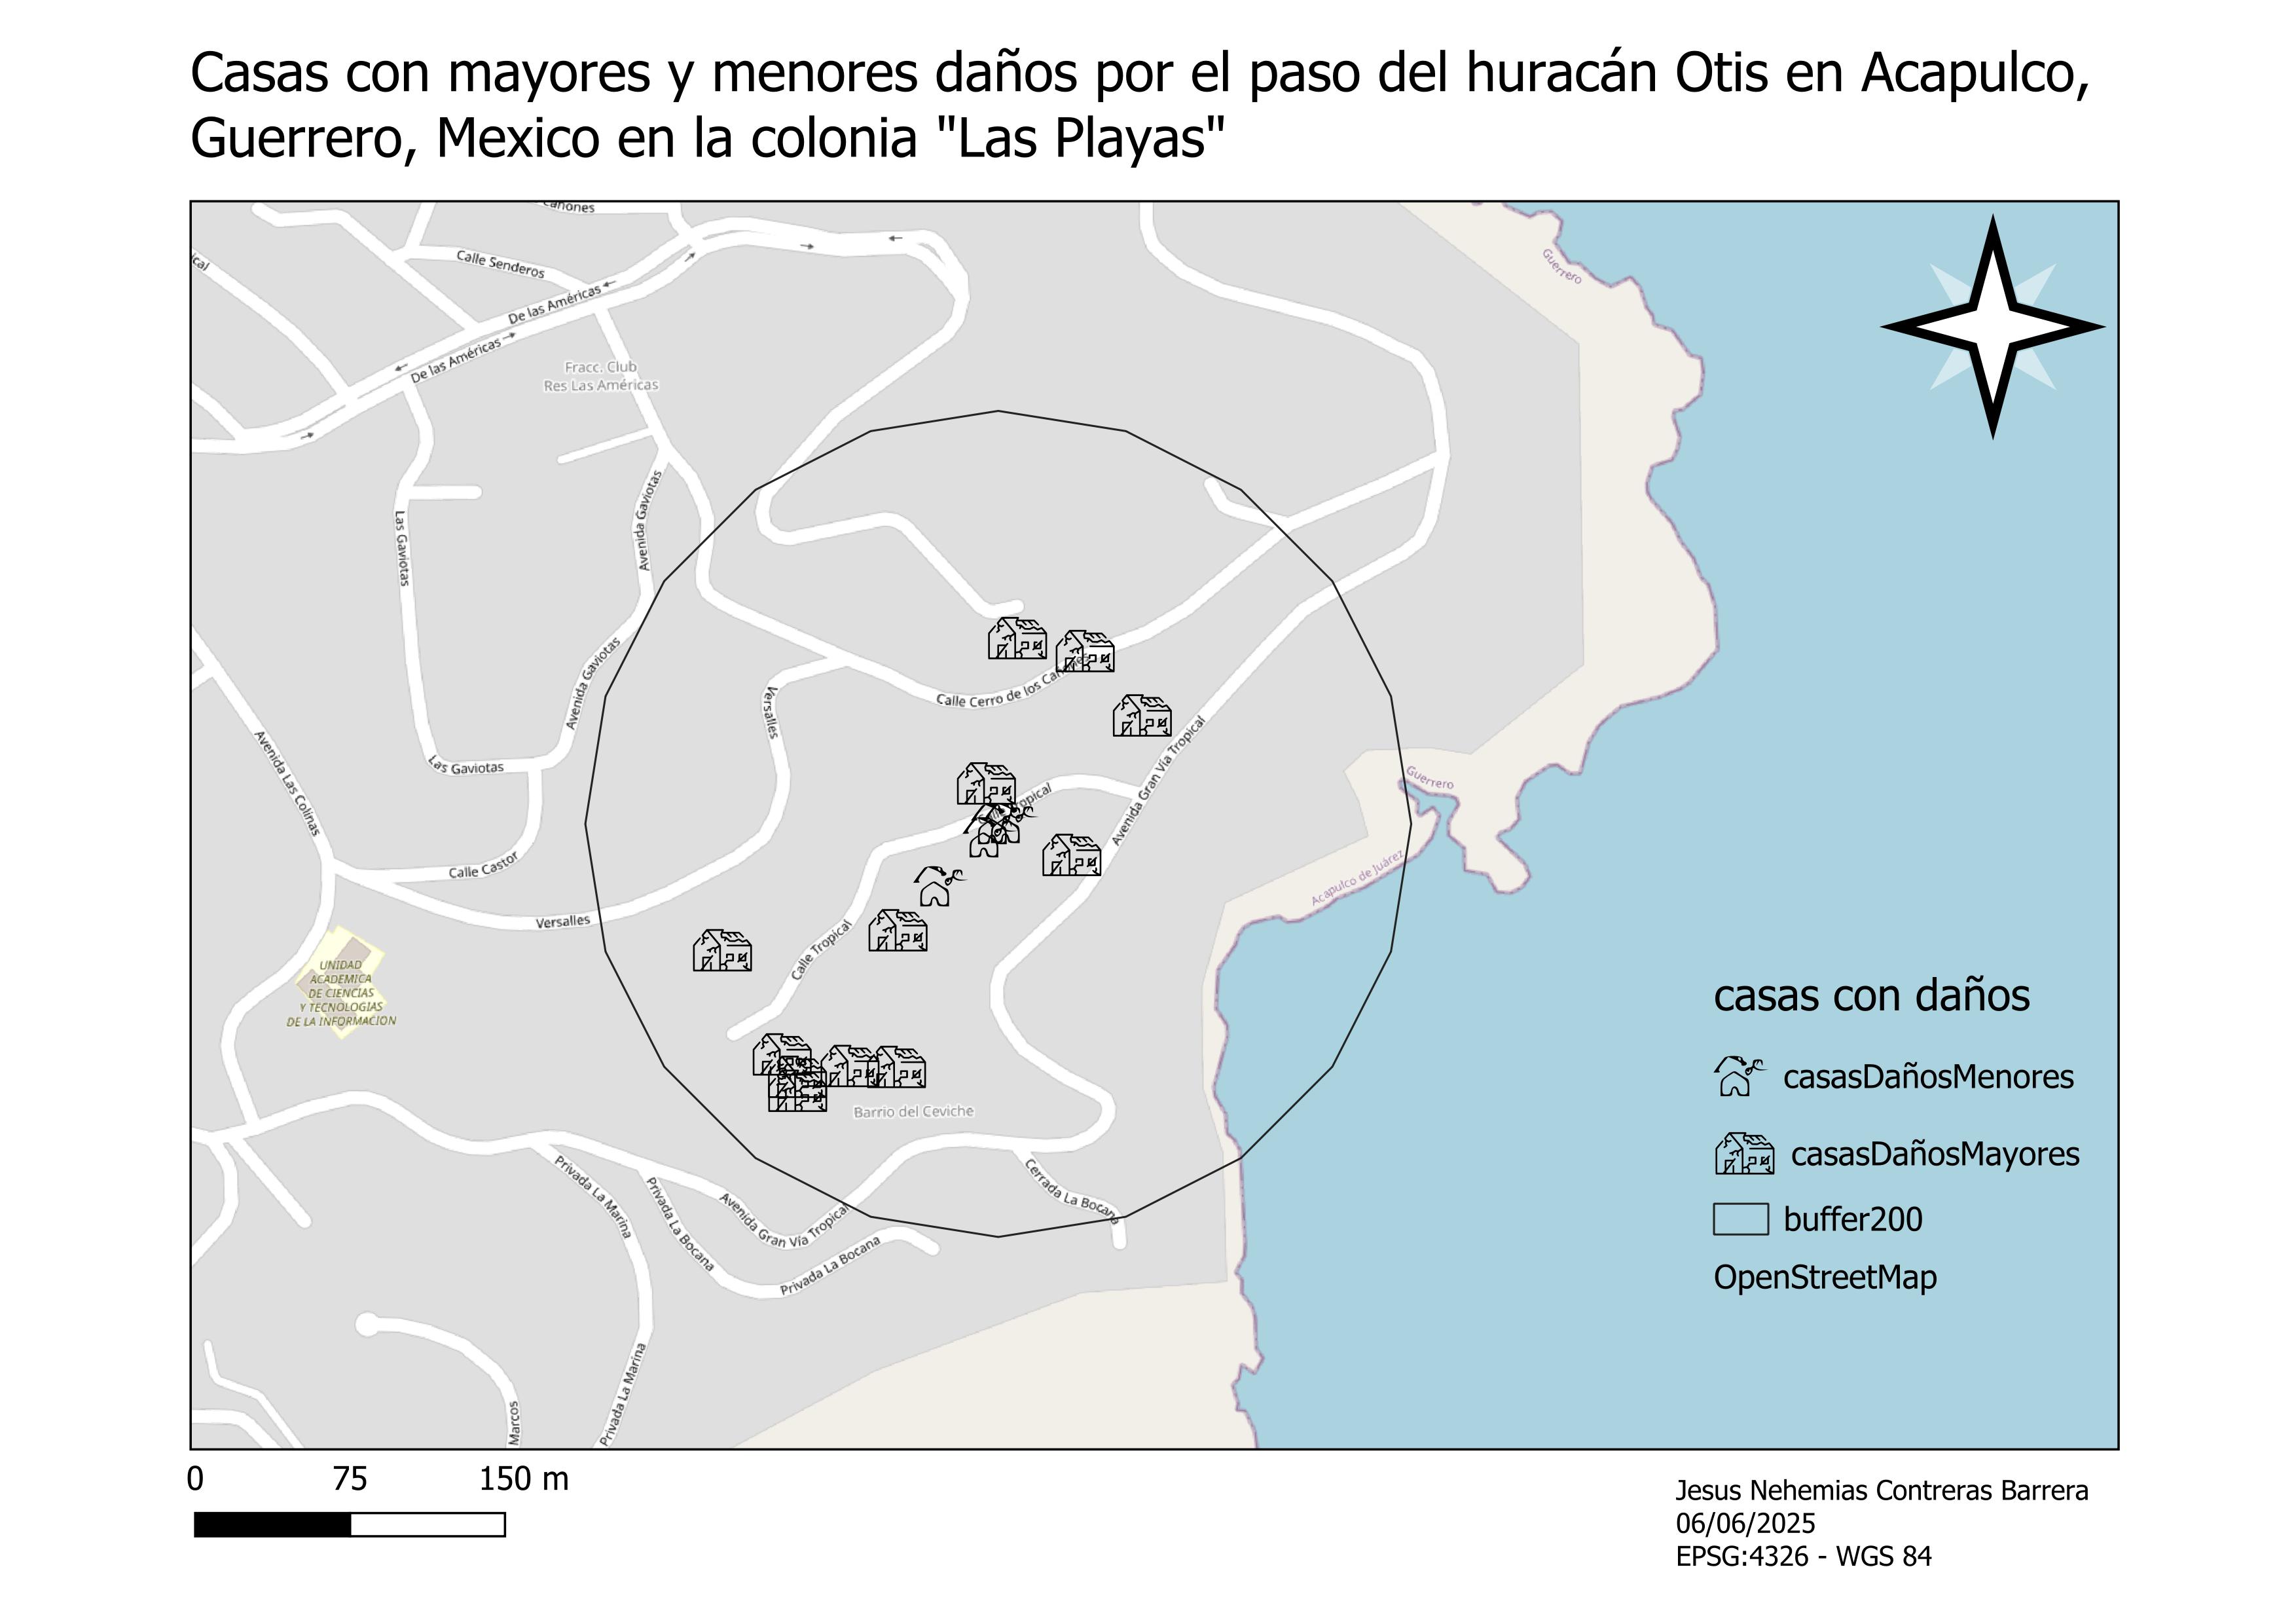 Casas con mayores y menores daños por el paso del huracán Otis en Acapulco,
Guerrero, Mexico en la colonia "Las Playas"
Calle Senderos
De las Américas
De las Américas
Fracc. Club
Res Las Américas
Guerrero
Avenida Gaviotas
Las Gaviotas
Avenida Gaviotas
Versalles
Calle Cerro de los Cañones
Avenida Las Colinas
Las Gaviotas
Avenida Gran Vía Tropical
Guerrero
Calle Castor
Acapulco de Juárez
Versalles
Calle Tropical
UNIDAD
ACADEMICA
DE CIENCIAS
Y TECNOLOGIAS
DE LA INFORMACION
Barrio del Ceviche
Privada La Marina
Privada La Bocana
Avenida Gran Vía Tropical
Cerrada La Bocana
Privada La Bocana
Privada La Marina
Marcos
casas con daños
casasDañosMenores
casasDañosMayores
buffer200
OpenStreetMap
0 75 150 m
Jesus Nehemias Contreras Barrera
06/06/2025
EPSG:4326 - WGS 84